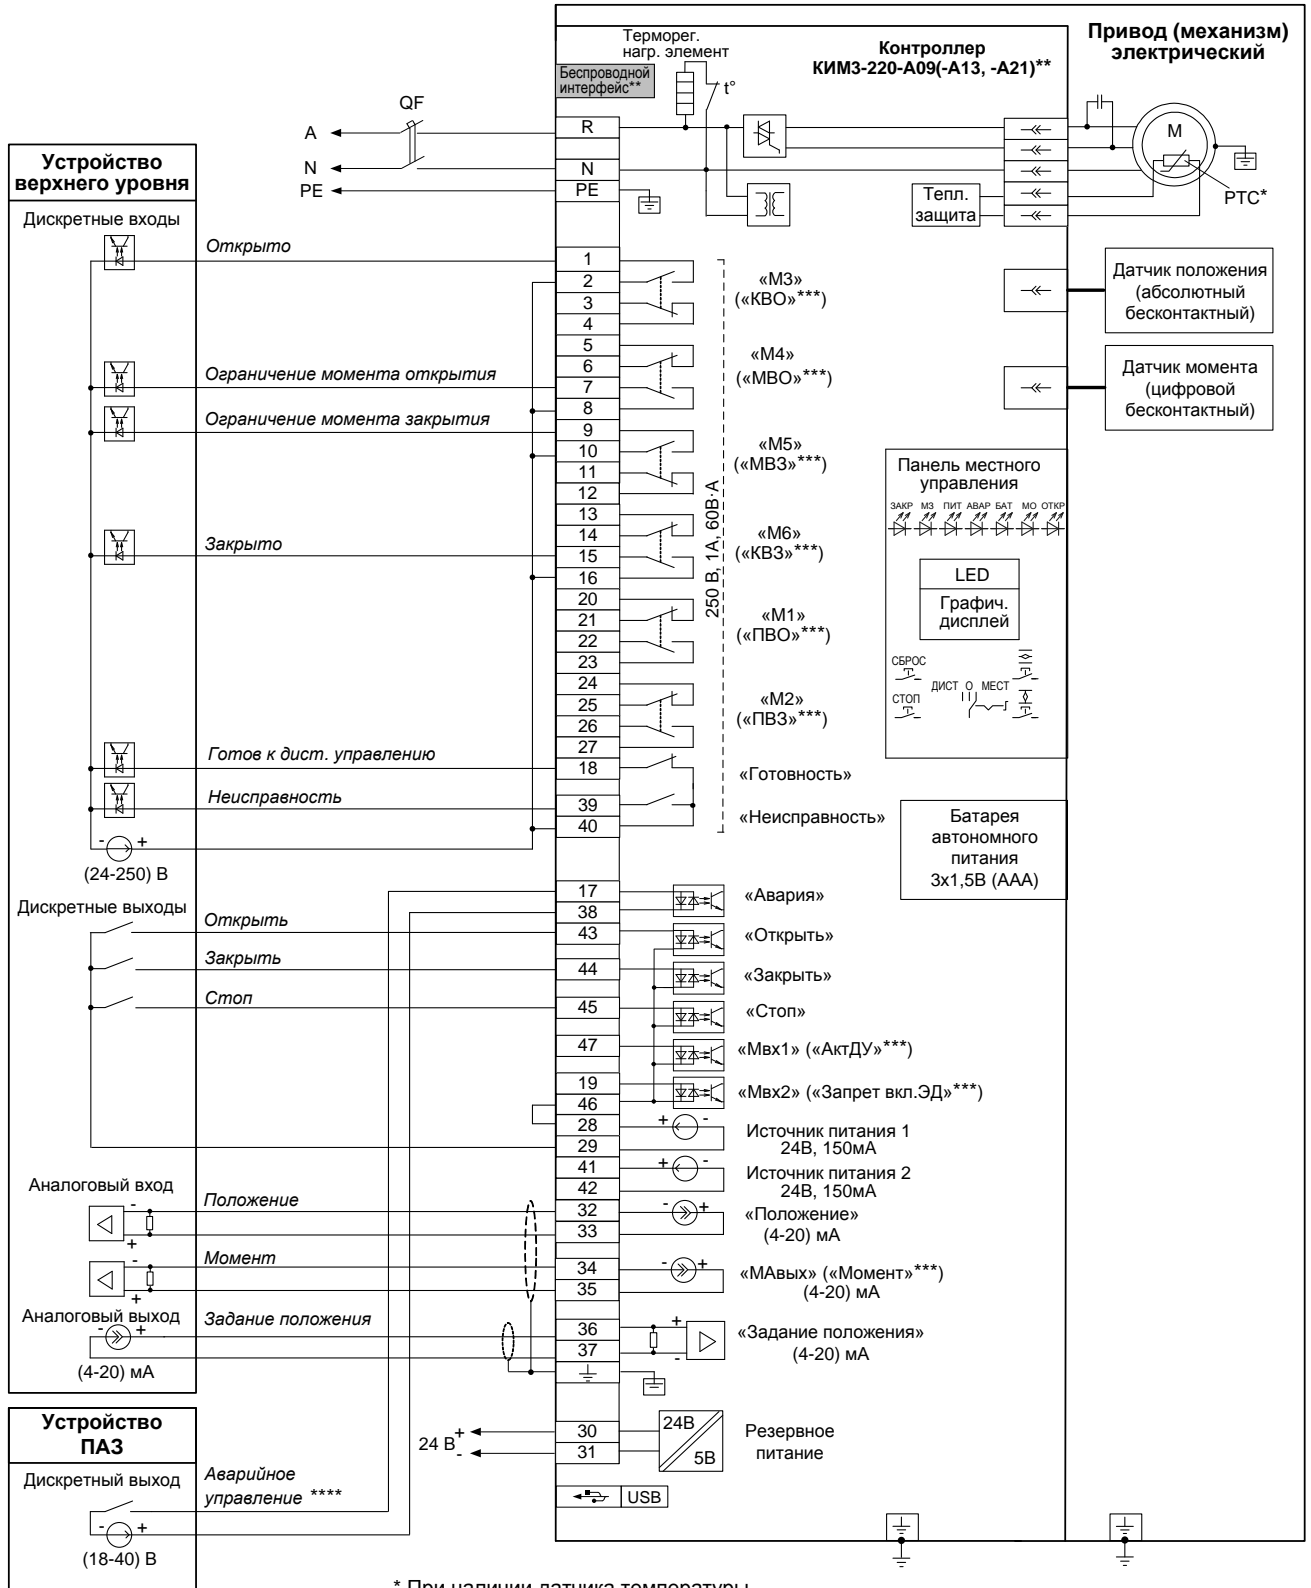 Привод (механизм)
электрический
Контроллер
КИМ3-220-А09(-А13, -А21)**
Терморег.
нагр. элемент
t°
Беспроводной
интерфейс**
QF
A
N
PE
R
N
PE
Тепл.
защита
M
РТС*
Устройство
верхнего уровня
Дискретные входы
Открыто
Ограничение момента открытия
Ограничение момента закрытия
Закрыто
Готов к дист. управлению
Неисправность
- +
(24-250) В
1
2
3
4
5
6
7
8
9
10
11
12
13
14
15
16
20
21
22
23
24
25
26
27
18
39
40
«М3»
(«КВО»***)
«М4»
(«МВО»***)
«М5»
(«МВЗ»***)
«М6»
(«КВЗ»***)
«М1»
(«ПВО»***)
«М2»
(«ПВЗ»***)
«Готовность»
«Неисправность»
250 В, 1А, 60В·А
Датчик положения
(абсолютный
бесконтактный)
Датчик момента
(цифровой
бесконтактный)
Панель местного
управления
ЗАКР МЗ ПИТ АВАР БАТ МО ОТКР
LED
Графич.
дисплей
СБРОС
ДИСТ О МЕСТ
СТОП
Батарея
автономного
питания
3х1,5В (ААА)
Дискретные выходы
Открыть
Закрыть
Стоп
17
38
43
44
45
47
19
46
28
29
41
42
32
33
34
35
36
37
30
31
«Авария»
«Открыть»
«Закрыть»
«Стоп»
«Мвх1» («АктДУ»***)
«Мвх2» («Запрет вкл.ЭД»***)
+ -
Источник питания 1
24В, 150мА
+ -
Источник питания 2
24В, 150мА
- +
«Положение»
(4-20) мА
- +
«МАвых» («Момент»***)
(4-20) мА
+
-
«Задание положения»
(4-20) мА
Аналоговый вход
Положение
-
+
Момент
-
+
Аналоговый выход
Задание положения
- +
(4-20) мА
24 В
+
-
24В
5В
Резервное
питание
USB
Устройство
ПАЗ
Дискретный выход
Аварийное
управление ****
- +
(18-40) В
* При наличии датчика температуры